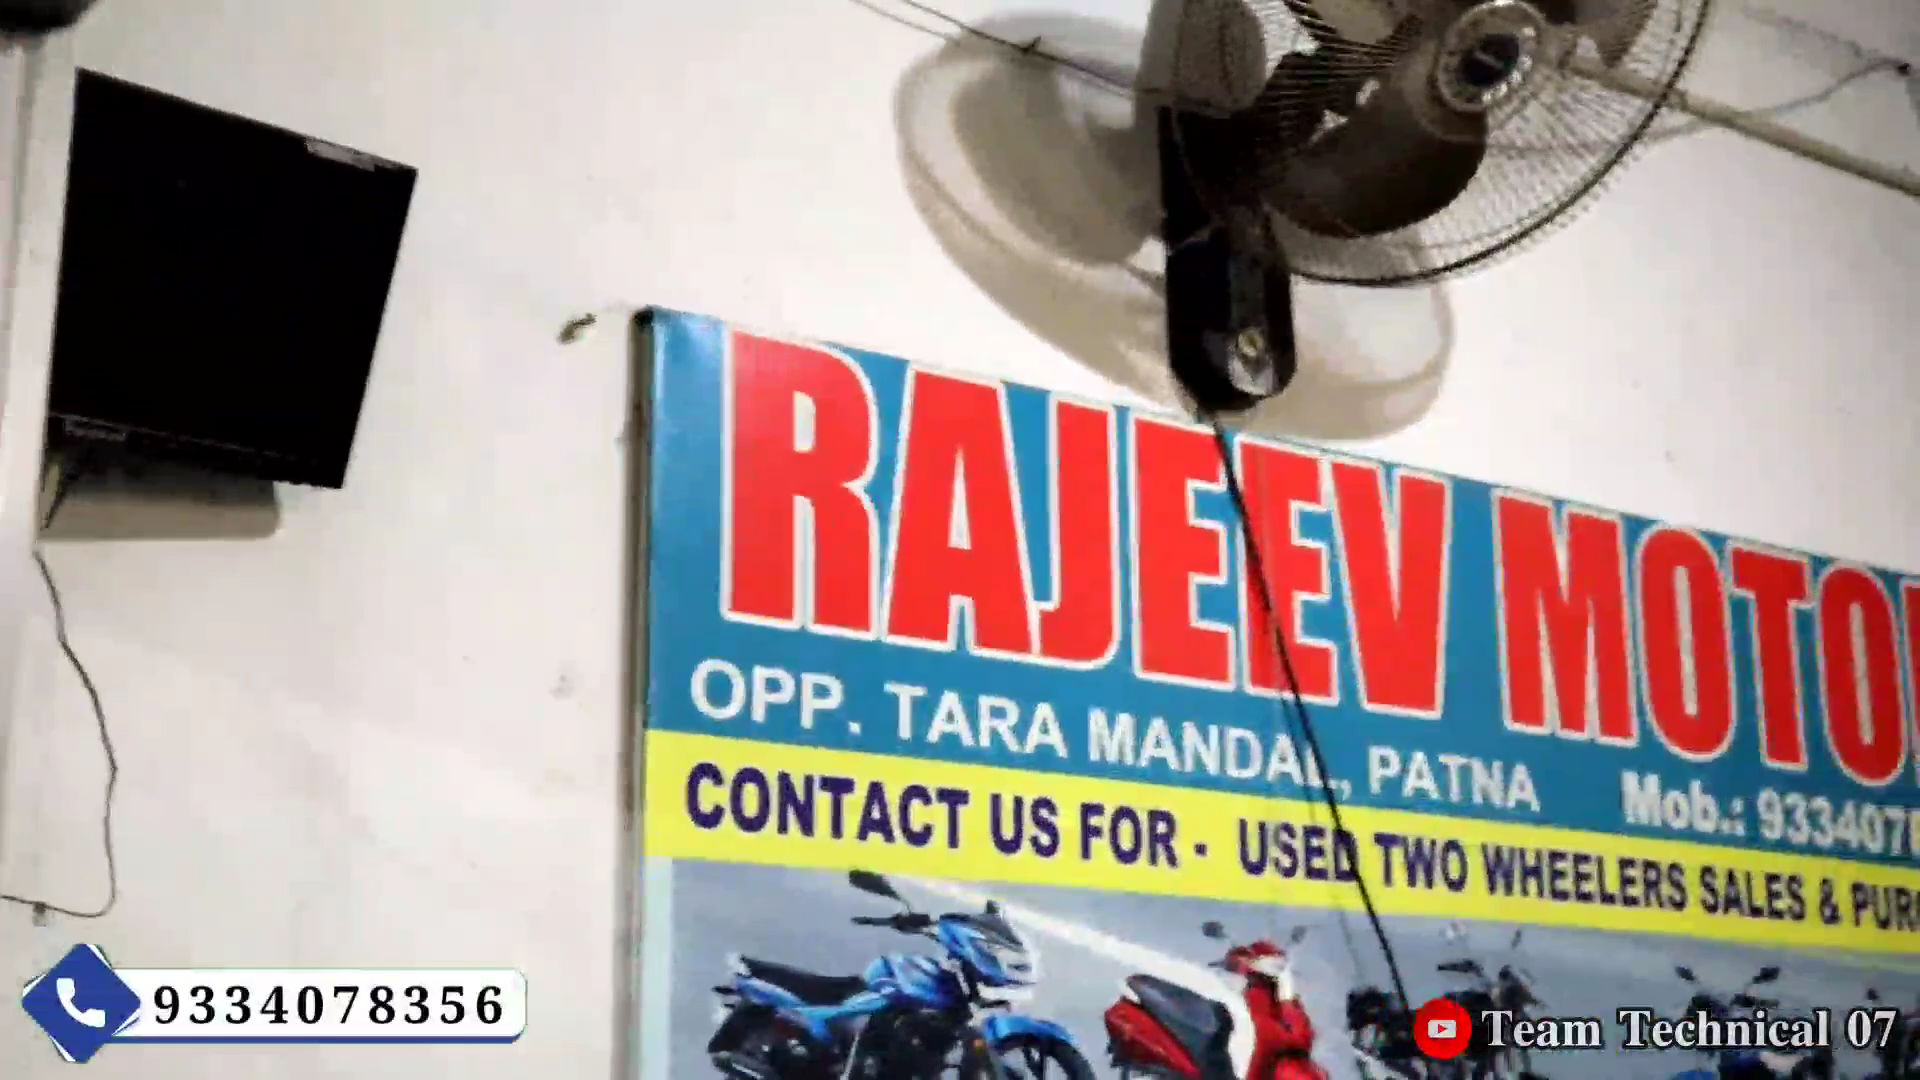 RAJEEV MOTO
OPP. TARA MANDAL, PATNA
Mob.: 933407
CONTACT US FOR - USED TWO WHEELERS SALES & PUR
9334078356
Team Technical 07